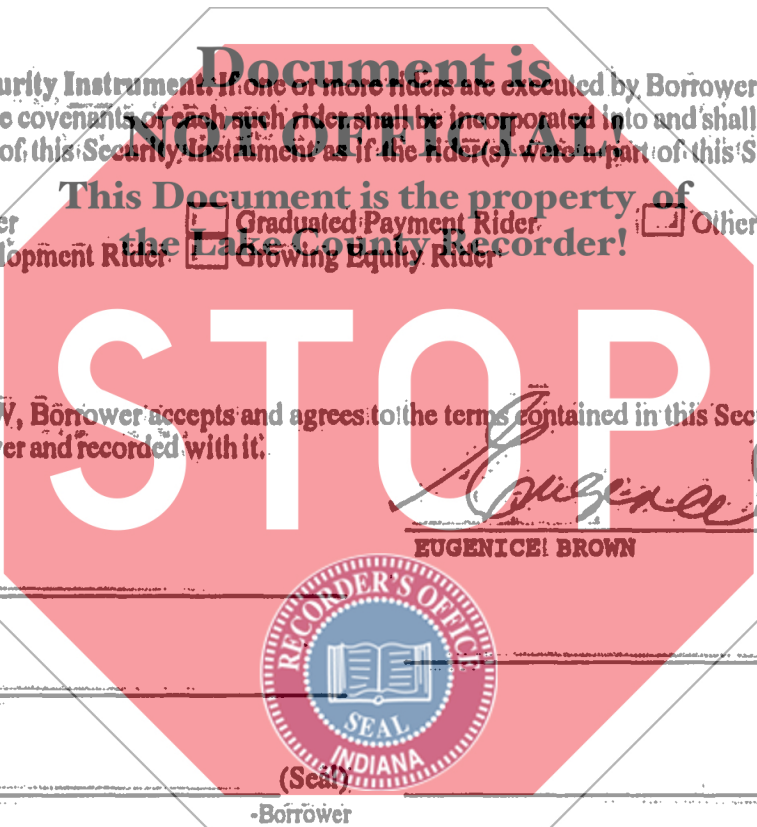 Document is
urity Instrument. If one or more riders are executed by Borrower
e covenants of each such rider shall be incorporated into and shall
NOT OFFICIAL!
of this Security Instrument as if the rider(s) were a part of this S
This Document is the property of
er Graduated Payment Rider Other
the Lake County Recorder!
lopment Rider Growing Equity Rider
STOP
W, Borrower accepts and agrees to the terms contained in this Sec
er and recorded with it.
Eugenice
EUGENICE BROWN
RECORDER'S OFFICE
SEAL
INDIANA
(Seal)
-Borrower